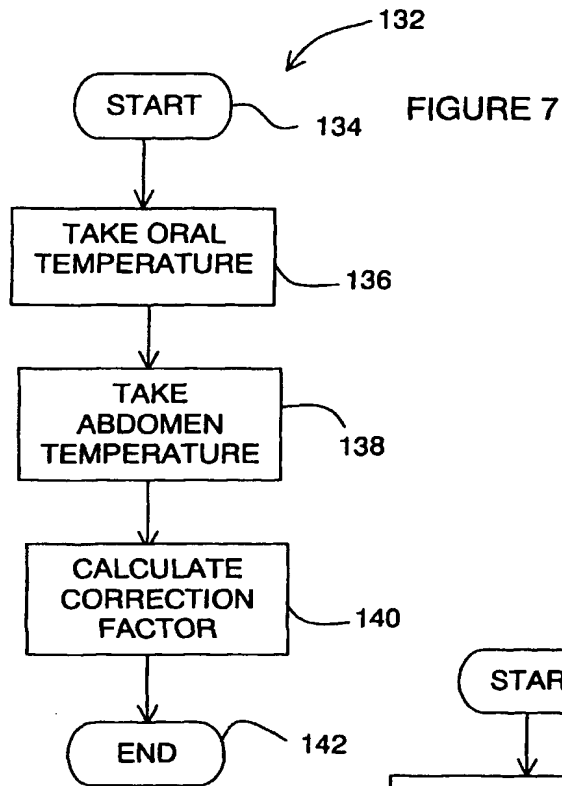 132
START
134
FIGURE 7
TAKE ORAL
TEMPERATURE
136
TAKE
ABDOMEN
TEMPERATURE
138
CALCULATE
CORRECTION
FACTOR
140
END
142
STAR